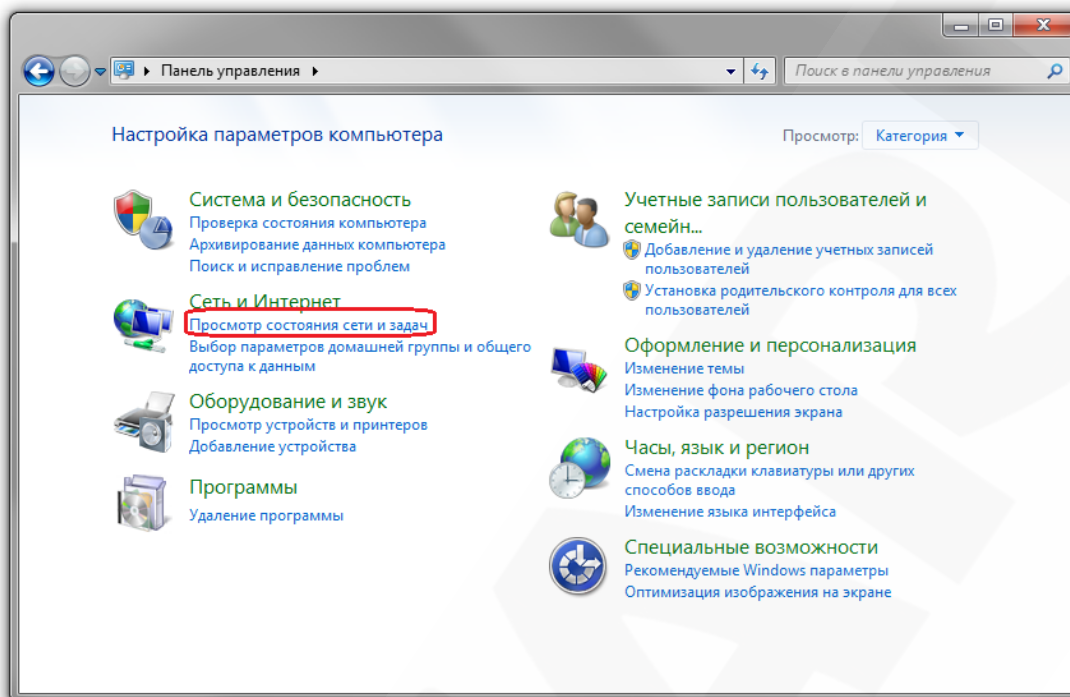 Панель управления
Поиск в панели управления
Настройка параметров компьютера
Просмотр: Категория
Система и безопасность
Проверка состояния компьютера
Архивирование данных компьютера
Поиск и исправление проблем
Сеть и Интернет
Просмотр состояния сети и задач
Выбор параметров домашней группы и общего
доступа к данным
Оборудование и звук
Просмотр устройств и принтеров
Добавление устройства
Программы
Удаление программы
Учетные записи пользователей и
семейн...
Добавление и удаление учетных записей
пользователей
Установка родительского контроля для всех
пользователей
Оформление и персонализация
Изменение темы
Изменение фона рабочего стола
Настройка разрешения экрана
Часы, язык и регион
Смена раскладки клавиатуры или других
способов ввода
Изменение языка интерфейса
Специальные возможности
Рекомендуемые Windows параметры
Оптимизация изображения на экране